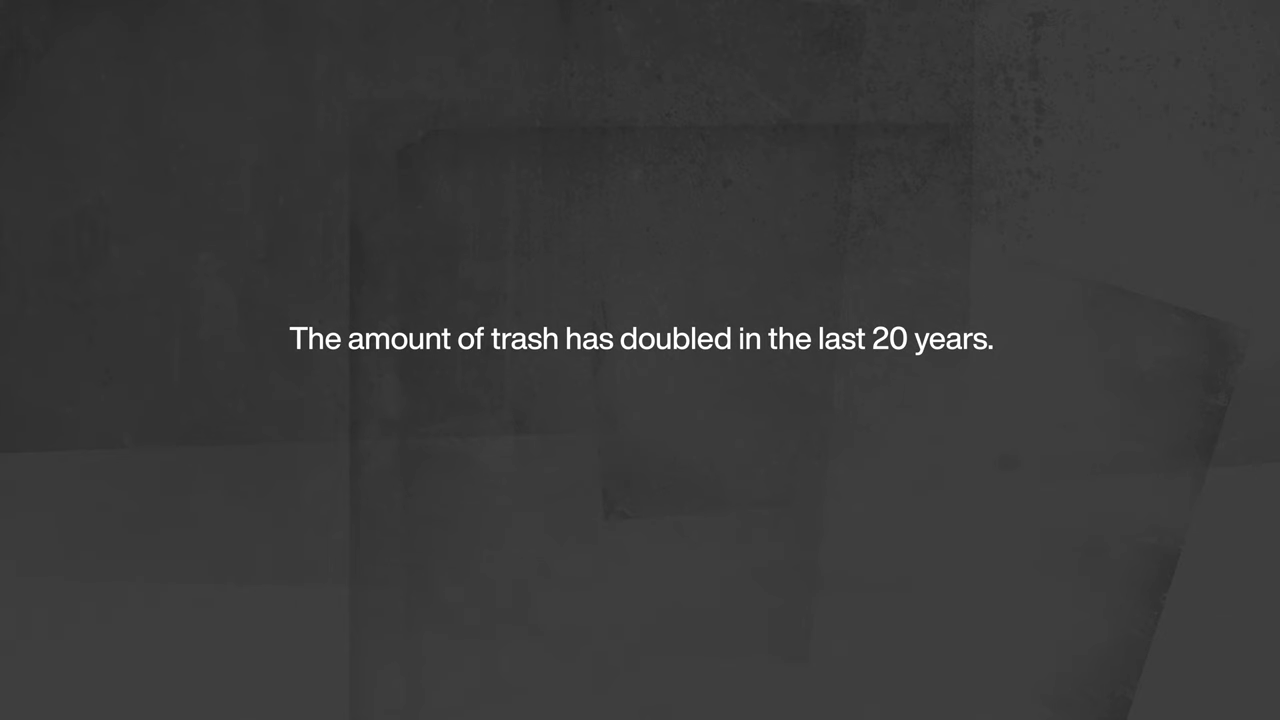 The amount of trash has doubled in the last 20 years.